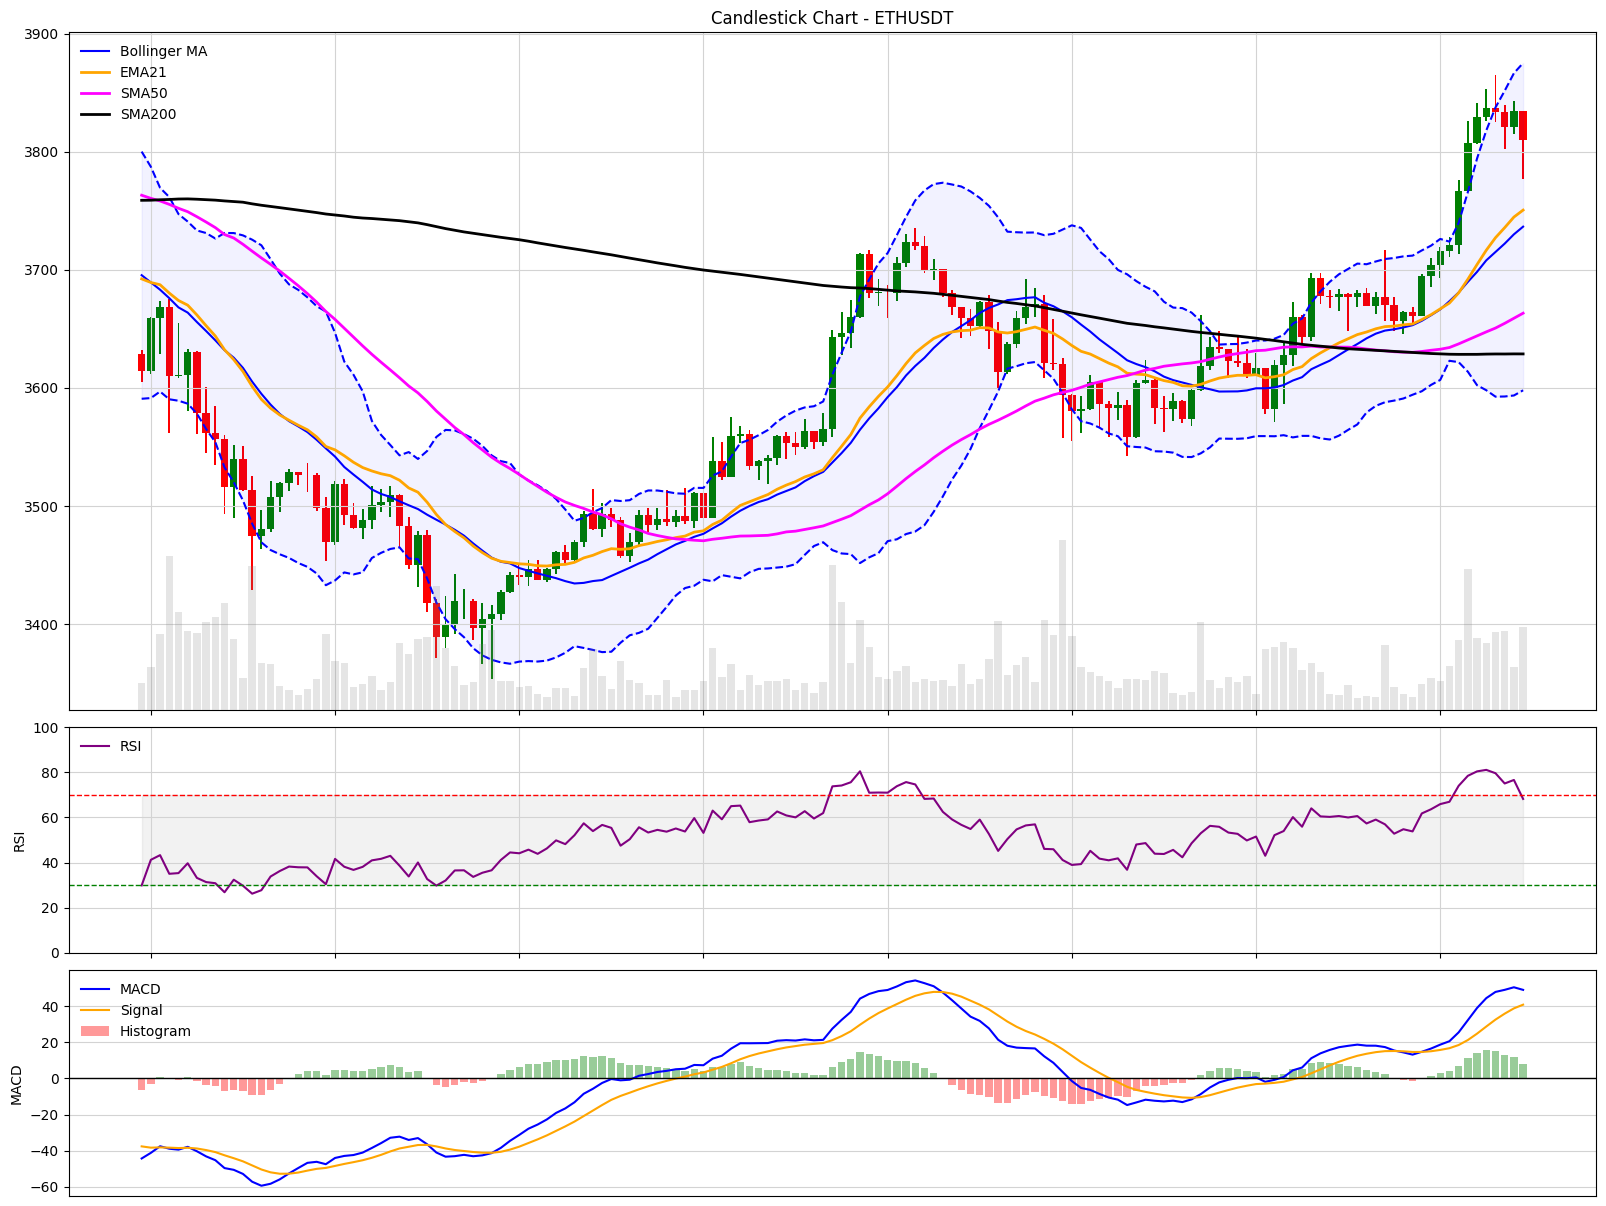 Candlestick Chart - ETHUSDT
3900
3800
3700
3600
3500
3400
Bollinger MA
EMA21
SMA50
SMA200
100
80
60
40
20
0
RSI
RSI
40
20
0
−20
−40
−60
MACD
MACD
Signal
Histogram